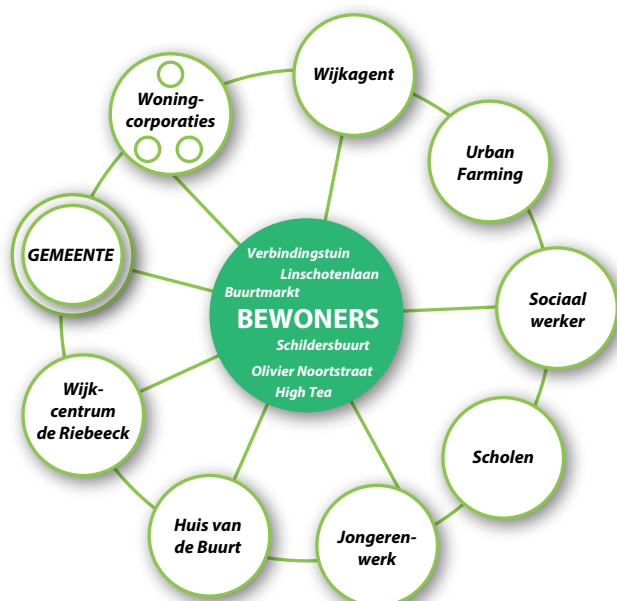 Wijkagent
Woning-
corporaties
Urban
Farming
GEMEENTE
Verbindingstuin
Linschotenlaan
Buurtmarkt
BEWONERS
Schildersbuurt
Olivier Noortstraat
High Tea
Sociaal
werker
Wijk-
centrum
de Riebeeck
Scholen
Huis van
de Buurt
Jongeren-
werk